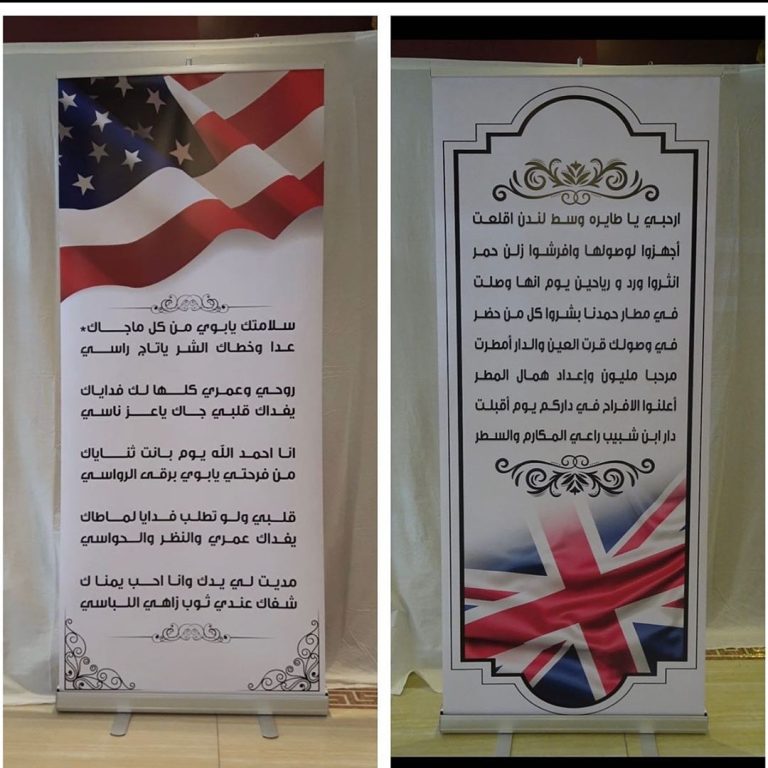 سلامتك يابوي من كل ماجاك*
عدا وخطاك الشر ياتاج راسي
روحي وعمري كلها لك فداياك
يفداك قلبي جاك ياعز ناسي
انا احمد الله يوم بانت ثناياك
من فرحتي يابوي برقى الرواسي
قلبي ولو تطلب فدايا لماطاك
يفداك عمري والنظر والحواسي
مديت لي يدك وانا احب يمناك
شفاك عندي ثوب زاهي اللباسي
ارحبي يا طايره وسط لندن اقلعت
أجهزوا لوصولها وافرشوا زلن حمر
انثروا ورد و رياحين يوم انها وصلت
في مطار حمدنا بشروا كل من حضر
في وصولك قرت العين والدار أمطرت
مرحبا مليون وإعداد همال المطر
أعلنوا الافراح في داركم يوم أقبلت
دار ابن شبيب راعي المكارم والسطر